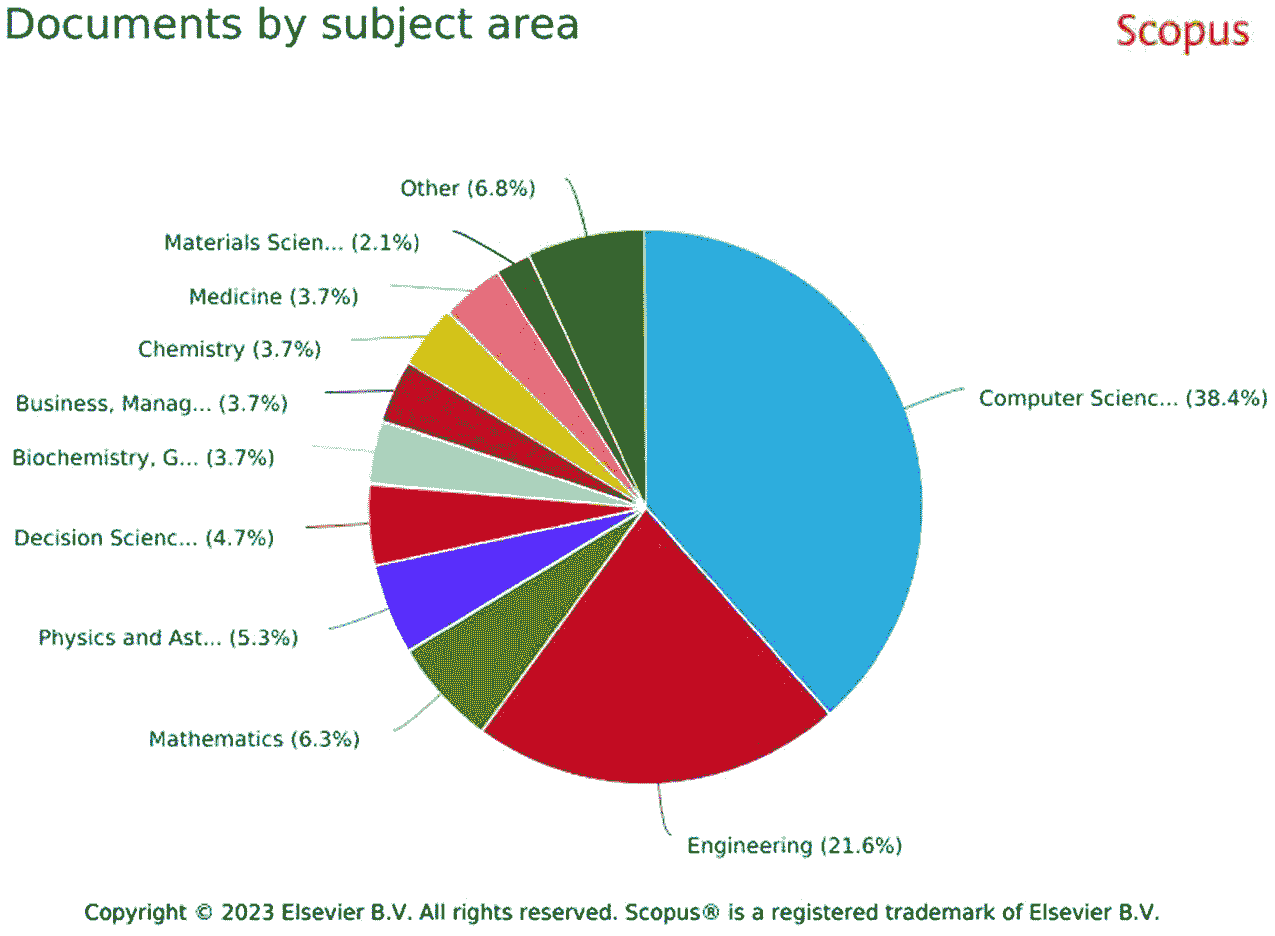 Documents by subject area
Scopus
Other (6.8%)
Materials Scien... (2.1%)
Medicine (3.7%)
Chemistry (3.7%)
Business, Manag... (3.7%)
Biochemistry, G... (3.7%)
Decision Scienc... (4.7%)
Physics and Ast... (5.3%)
Mathematics (6.3%)
Computer Scienc... (38.4%)
Engineering (21.6%)
Copyright © 2023 Elsevier B.V. All rights reserved. Scopus® is a registered trademark of Elsevier B.V.